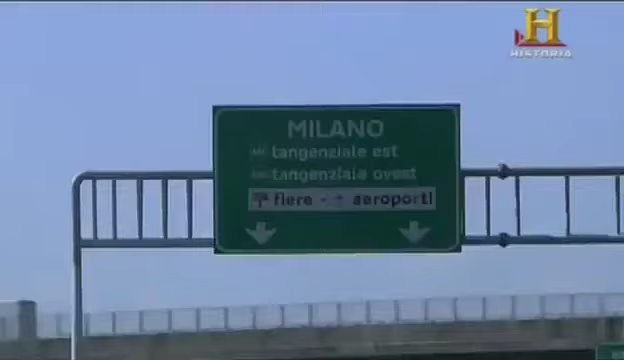 H
HISTORIA
MILANO
tangenziale est
tangenziale ovest
fiere - aeroporti